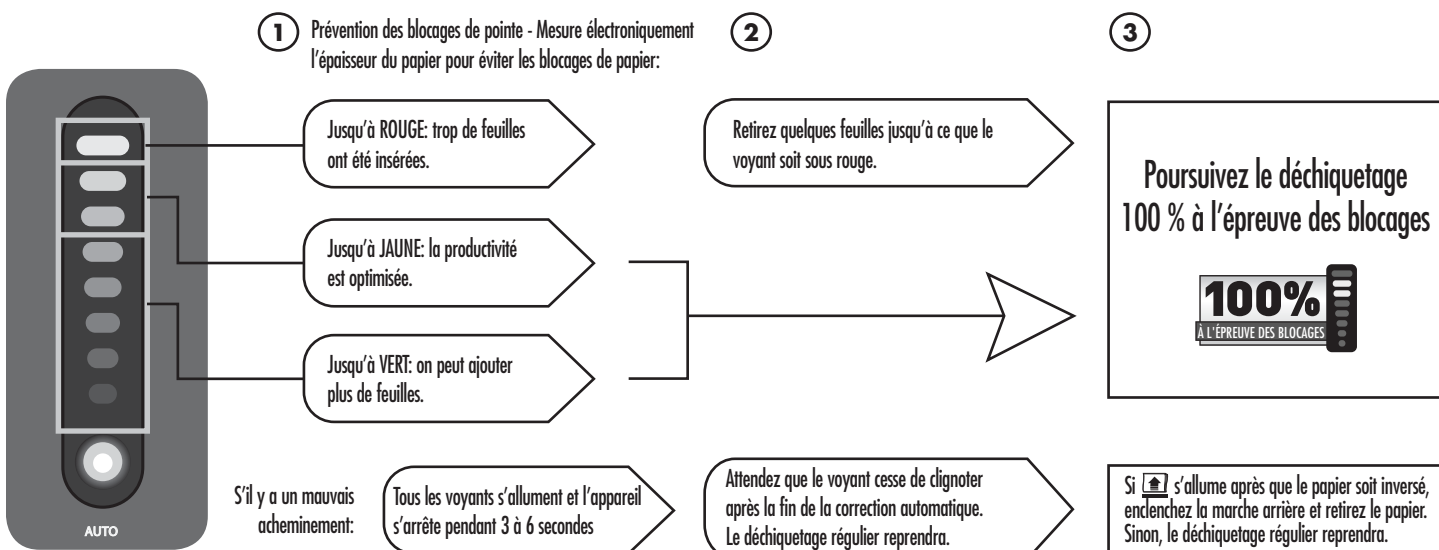 1
Prévention des blocages de pointe - Mesure électroniquement
l'épaisseur du papier pour éviter les blocages de papier:
2
3
Jusqu'à ROUGE: trop de feuilles
ont été insérées.
Retirez quelques feuilles jusqu'à ce que le
voyant soit sous rouge.
Poursuivez le déchiquetage
100 % à l'épreuve des blocages
Jusqu'à JAUNE: la productivité
est optimisée.
100%
À L'ÉPREUVE DES BLOCAGES
Jusqu'à VERT: on peut ajouter
plus de feuilles.
AUTO
S'il y a un mauvais
acheminement:
Tous les voyants s'allument et l'appareil
s'arrête pendant 3 à 6 secondes
Attendez que le voyant cesse de clignoter
après la fin de la correction automatique.
Le déchiquetage régulier reprendra.
Si s'allume après que le papier soit inversé,
enclenchez la marche arrière et retirez le papier.
Sinon, le déchiquetage régulier reprendra.